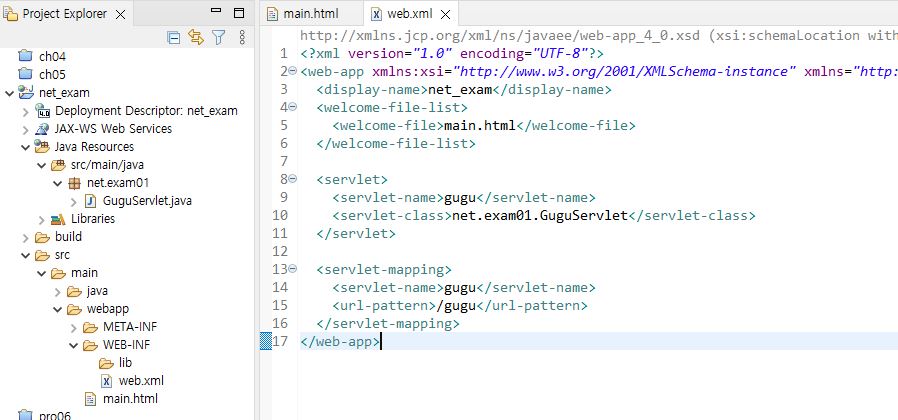 Project Explorer
ch04
ch05
net_exam
Deployment Descriptor: net_exam
JAX-WS Web Services
Java Resources
src/main/java
net.exam01
GuguServlet.java
Libraries
build
src
main
java
webapp
META-INF
WEB-INF
lib
web.xml
main.html
pro06
main.html
web.xml
http://xmlns.jcp.org/xml/ns/javaee/web-app_4_0.xsd (xsi:schemaLocation with
1 <?xml version="1.0" encoding="UTF-8"?>
2 <web-app xmlns:xsi="http://www.w3.org/2001/XMLSchema-instance" xmlns="http:
3 <display-name>net_exam</display-name>
4 <welcome-file-list>
5 <welcome-file>main.html</welcome-file>
6 </welcome-file-list>
7
8 <servlet>
9 <servlet-name>gugu</servlet-name>
10 <servlet-class>net.exam01.GuguServlet</servlet-class>
11 </servlet>
12
13 <servlet-mapping>
14 <servlet-name>gugu</servlet-name>
15 <url-pattern>/gugu</url-pattern>
16 </servlet-mapping>
17 </web-app>